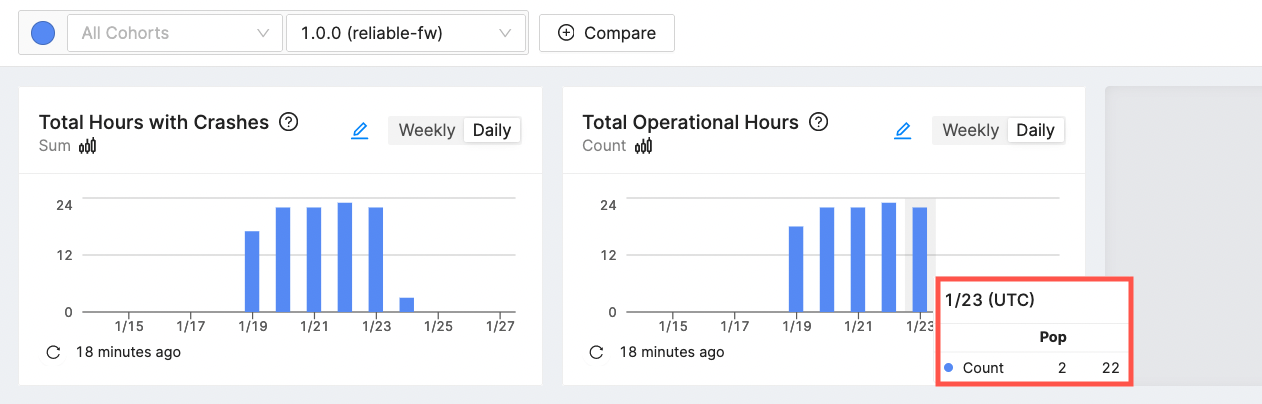 All Cohorts 1.0.0 (reliable-fw) Compare
Total Hours with Crashes
Sum
Weekly Daily
24
12
0
1/15 1/17 1/19 1/21 1/23 1/25 1/27
18 minutes ago
Total Operational Hours
Count
Weekly Daily
24
12
0
1/15 1/17 1/19 1/21 1/23
18 minutes ago
1/23 (UTC)
Pop
Count 2 22